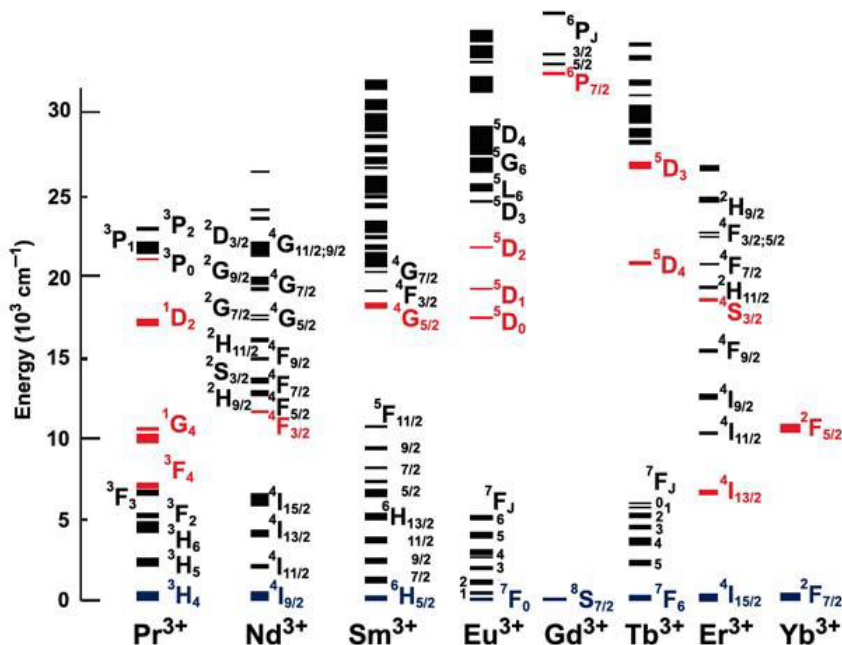 Energy (10³ cm⁻¹)
30
25
20
15
10
5
0
³P₂
³P₁
³P₀
¹D₂
¹G₄
³F₄
³F₃
³F₂
³H₆
³H₅
³H₄
Pr³⁺
²D₃/₂
⁴G₁₁/₂;₉/₂
²G₉/₂
⁴G₇/₂
²G₇/₂
⁴G₅/₂
²H₁₁/₂
⁴F₉/₂
²S₃/₂
⁴F₇/₂
²H₉/₂
⁴F₅/₂
⁴F₃/₂
⁴I₁₅/₂
⁴I₁₃/₂
⁴I₁₁/₂
⁴I₉/₂
Nd³⁺
⁴G₇/₂
⁴F₃/₂
⁴G₅/₂
⁵F₁₁/₂
9/2
7/2
5/2
⁶H₁₃/₂
11/2
9/2
7/2
⁶H₅/₂
Sm³⁺
⁵D₄
⁵G₆
⁵L₆
⁵D₃
⁵D₂
⁵D₁
⁵D₀
⁷F_J
6
5
4
3
2
1
⁷F₀
Eu³⁺
⁶P_J
3/2
5/2
⁶P₇/₂
⁸S₇/₂
Gd³⁺
⁵D₃
⁵D₄
⁷F_J
0
1
2
3
4
5
⁷F₆
Tb³⁺
²H₉/₂
⁴F₃/₂;₅/₂
⁴F₇/₂
²H₁₁/₂
⁴S₃/₂
⁴F₉/₂
⁴I₉/₂
⁴I₁₁/₂
⁴I₁₃/₂
⁴I₁₅/₂
Er³⁺
²F₅/₂
²F₇/₂
Yb³⁺